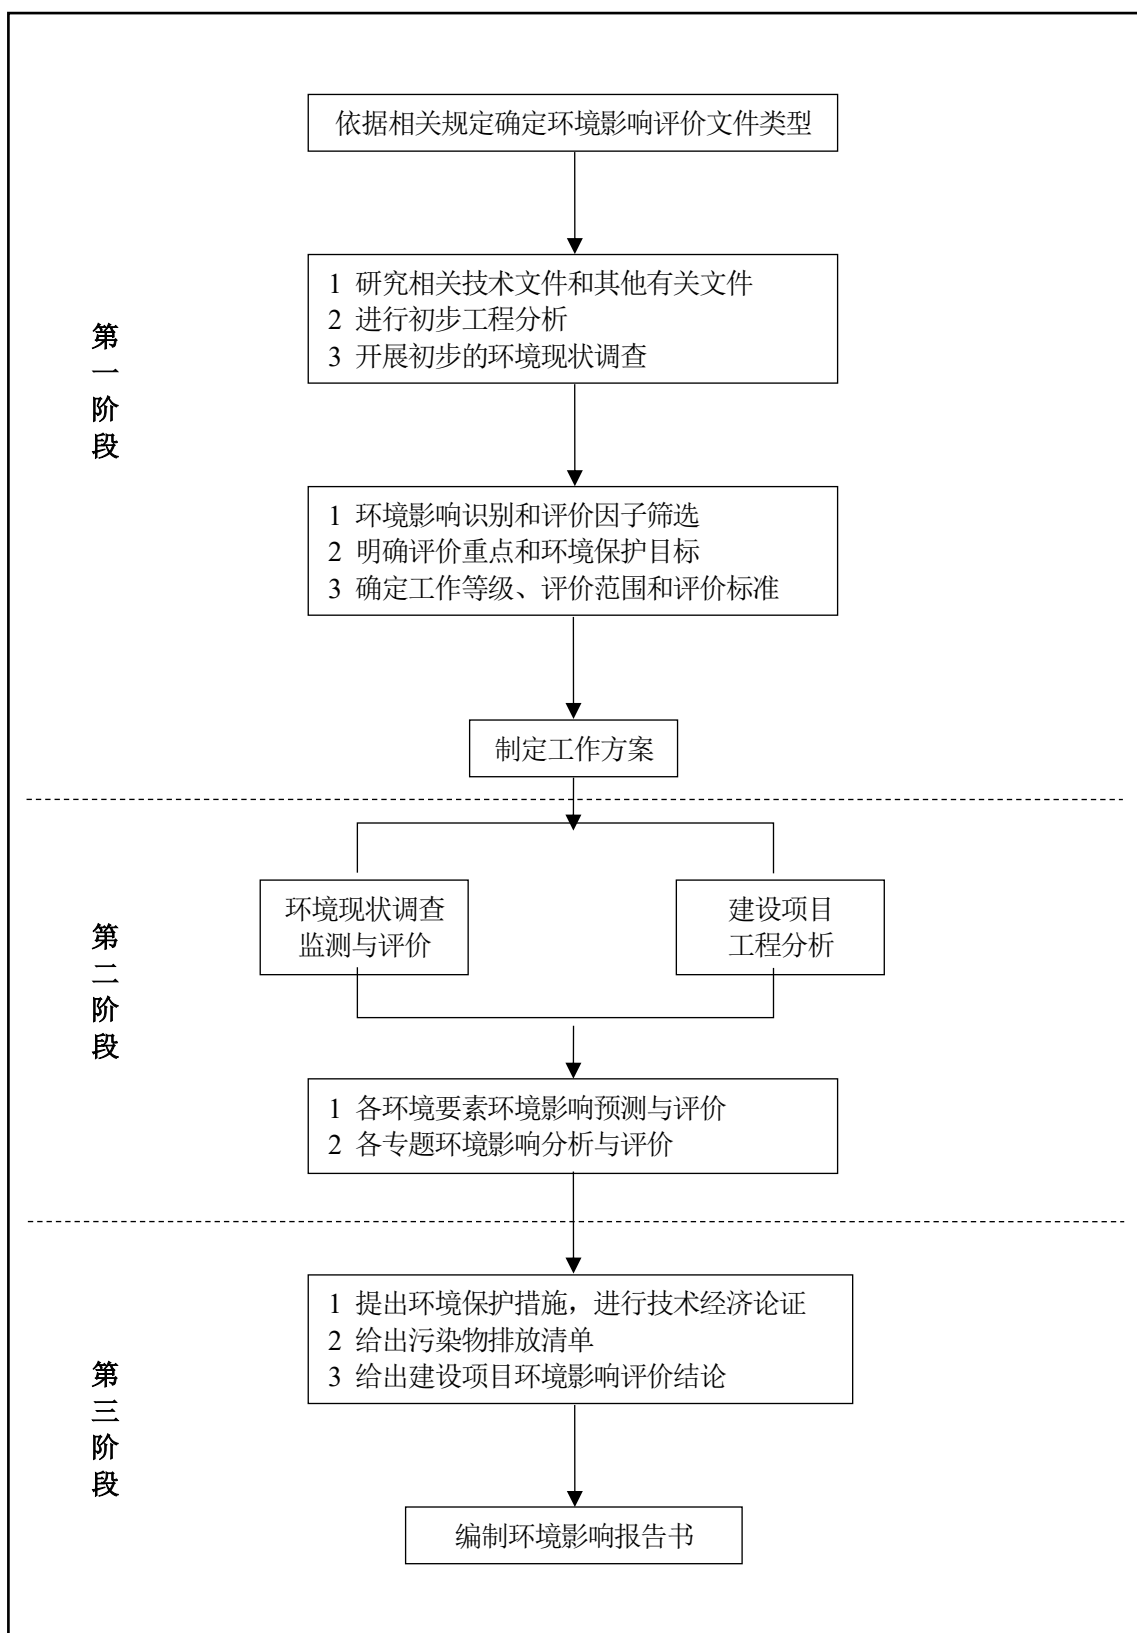 依据相关规定确定环境影响评价文件类型
1 研究相关技术文件和其他有关文件
2 进行初步工程分析
3 开展初步的环境现状调查
第一阶段
1 环境影响识别和评价因子筛选
2 明确评价重点和环境保护目标
3 确定工作等级、评价范围和评价标准
制定工作方案
环境现状调查
监测与评价
建设项目
工程分析
第二阶段
1 各环境要素环境影响预测与评价
2 各专题环境影响分析与评价
1 提出环境保护措施，进行技术经济论证
2 给出污染物排放清单
3 给出建设项目环境影响评价结论
第三阶段
编制环境影响报告书